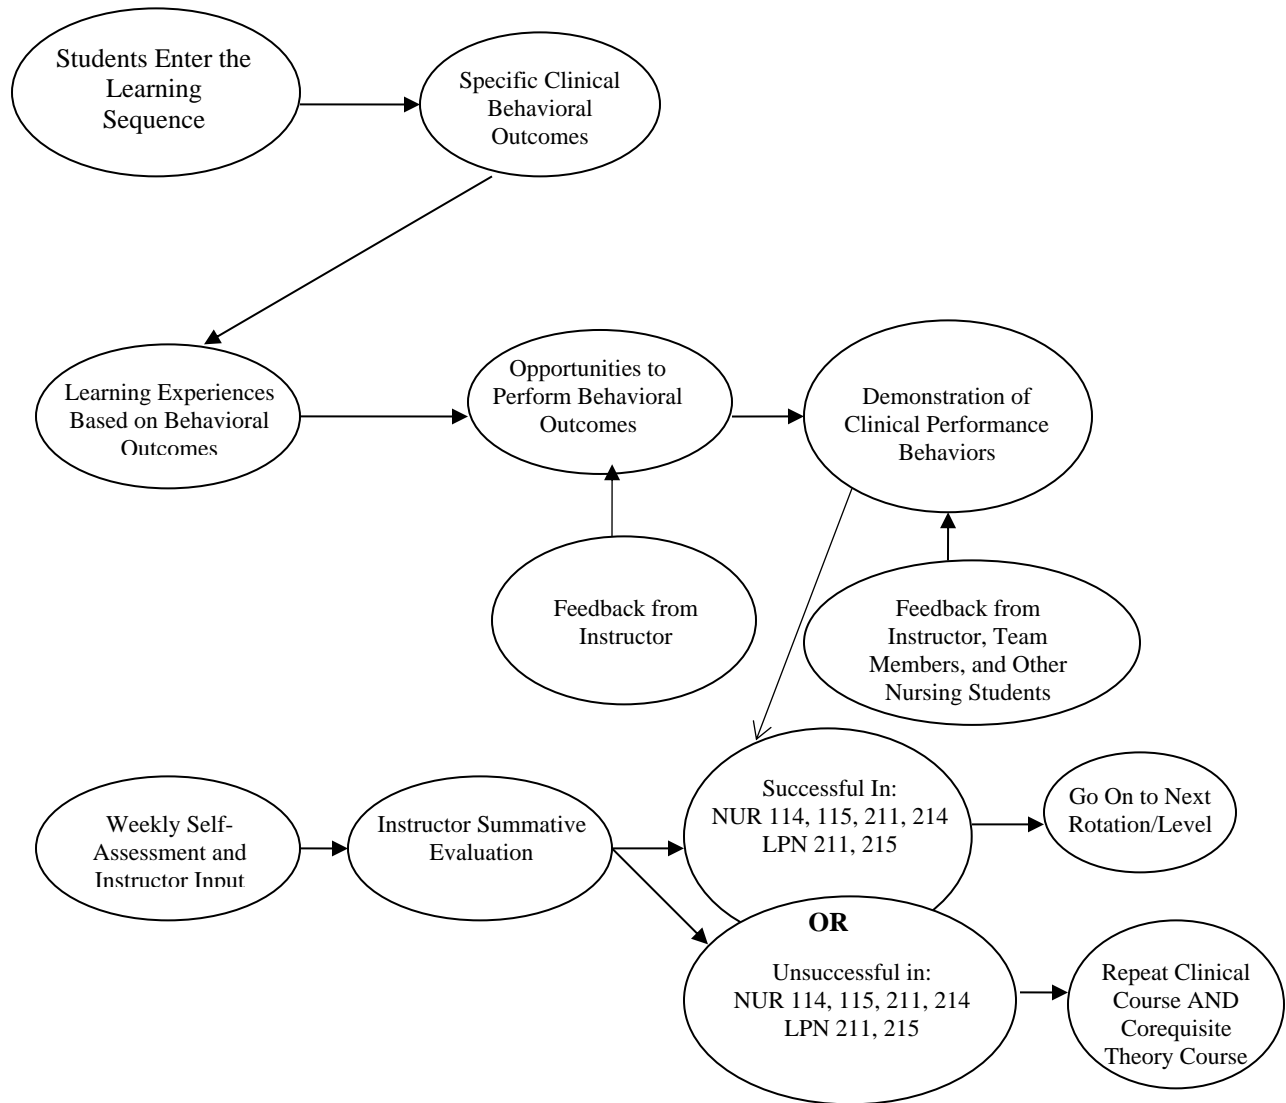 Students Enter the
Learning
Sequence
Specific Clinical
Behavioral
Outcomes
Learning Experiences
Based on Behavioral
Outcomes
Opportunities to
Perform Behavioral
Outcomes
Demonstration of
Clinical Performance
Behaviors
Feedback from
Instructor
Feedback from
Instructor, Team
Members, and Other
Nursing Students
Weekly Self-
Assessment and
Instructor Input
Instructor Summative
Evaluation
Successful In:
NUR 114, 115, 211, 214
LPN 211, 215
Go On to Next
Rotation/Level
OR
Unsuccessful in:
NUR 114, 115, 211, 214
LPN 211, 215
Repeat Clinical
Course AND
Corequisite
Theory Course